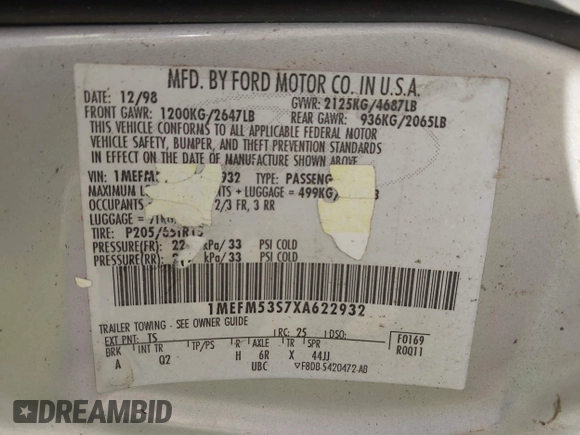 MFD. BY FORD MOTOR CO. IN U.S.A.
DATE: 12/98 GVWR: 2125KG/4687LB
FRONT GAWR: 1200KG/2647LB REAR GAWR: 936KG/2065LB
THIS VEHICLE CONFORMS TO ALL APPLICABLE FEDERAL MOTOR
VEHICLE SAFETY, BUMPER, AND THEFT PREVENTION STANDARDS
IN EFFECT ON THE DATE OF MANUFACTURE SHOWN ABOVE
VIN: 1MEFM 932 TYPE: PASSENG
MAXIMUM L NTS + LUGGAGE = 499KG/ B
OCCUPANTS 2/3 FR, 3 RR
LUGGAGE =
TIRE: P205/65TR15
PRESSURE(FR) 22 kPa/33 PSI COLD
PRESSURE(RR) kPa/33 PSI COLD
1MEFM53S7XA622932
TRAILER TOWING - SEE OWNER GUIDE
EXT PNT: TS RC: 25 DSO: F0169
BRK INT TR TP/PS R AXLE TR SPR R0Q11
A Q2 H 6R X 44JJ
UBC F8DB-5420472-AB
DREAMBID